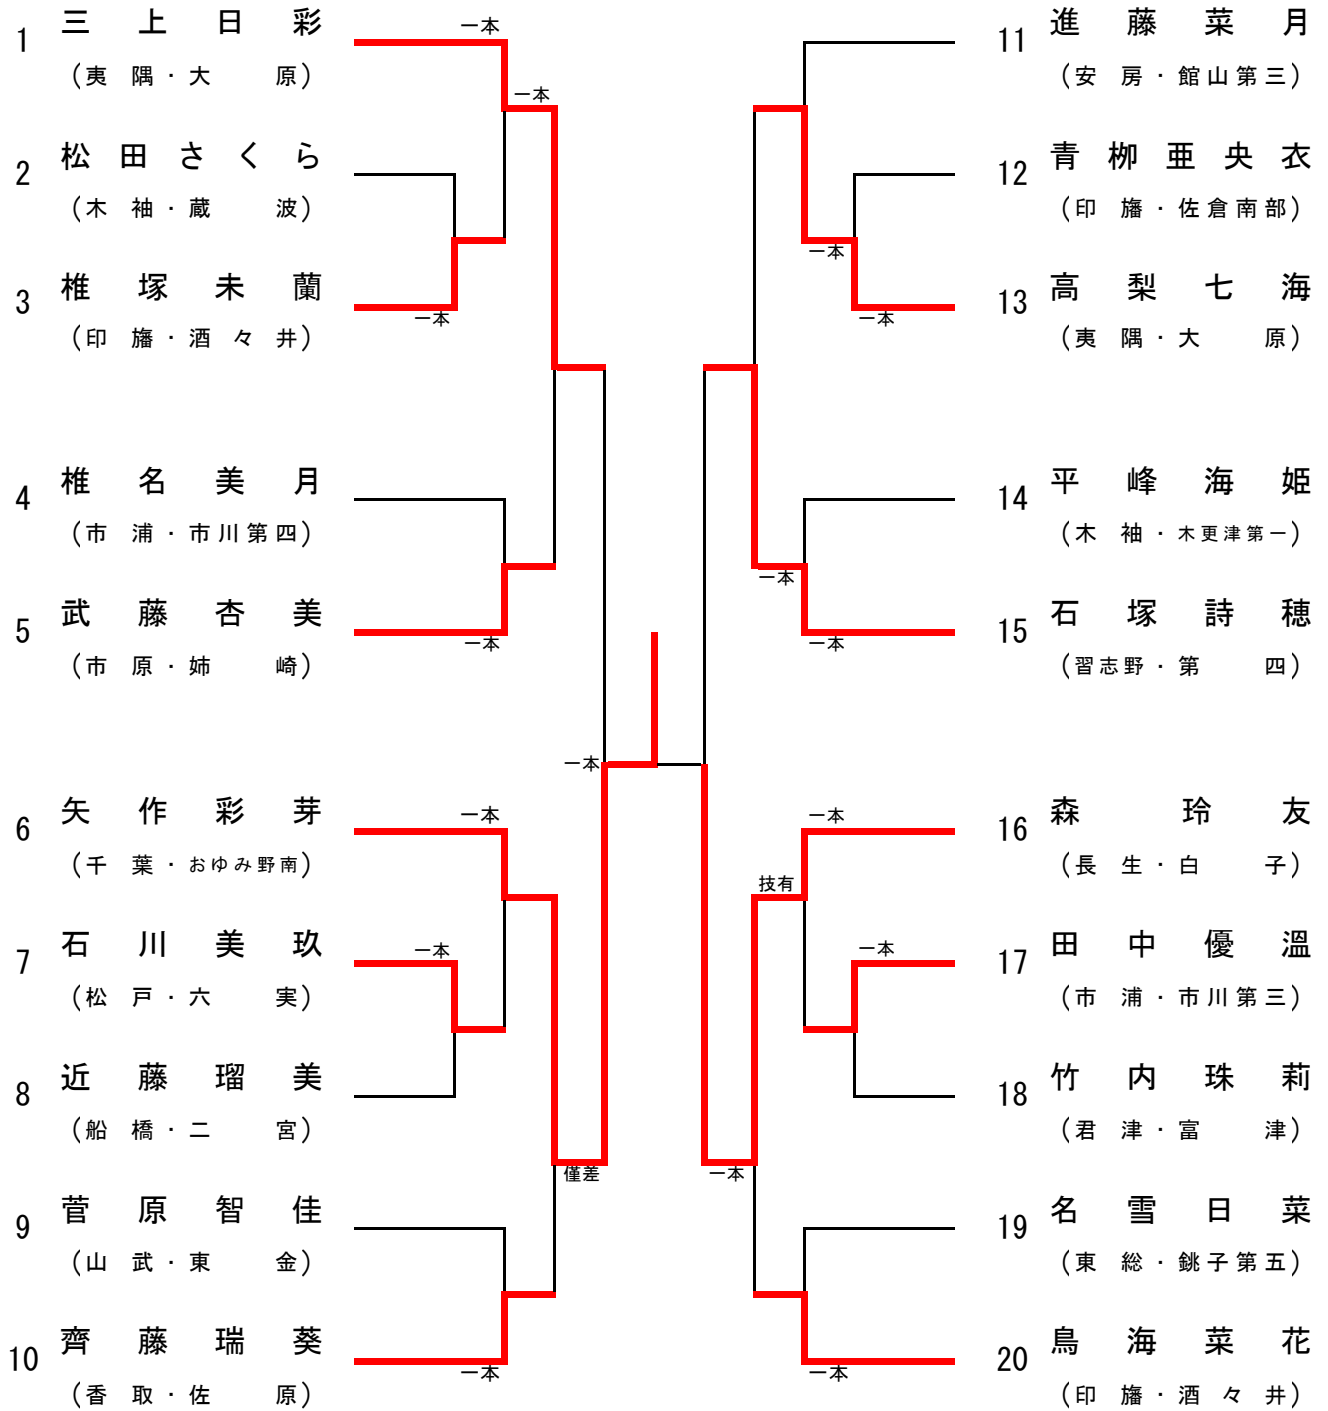 1 三上日彩
(夷隅・大原)
2 松田さくら
(木袖・蔵波)
3 椎塚未蘭
(印旛・酒々井)
4 椎名美月
(市浦・市川第四)
5 武藤杏美
(市原・姉崎)
6 矢作彩芽
(千葉・おゆみ野南)
7 石川美玖
(松戸・六実)
8 近藤瑠美
(船橋・二宮)
9 菅原智佳
(山武・東金)
10 齊藤瑞葵
(香取・佐原)
一本
一本
一本
一本
一本
一本
一本
僅差
一本
一本
一本
一本
一本
一本
技有
一本
一本
一本
11 進藤菜月
(安房・館山第三)
12 青栁亜央衣
(印旛・佐倉南部)
13 高梨七海
(夷隅・大原)
14 平峰海姫
(木袖・木更津第一)
15 石塚詩穂
(習志野・第四)
16 森玲友
(長生・白子)
17 田中優溫
(市浦・市川第三)
18 竹内珠莉
(君津・富津)
19 名雪日菜
(東総・銚子第五)
20 鳥海菜花
(印旛・酒々井)